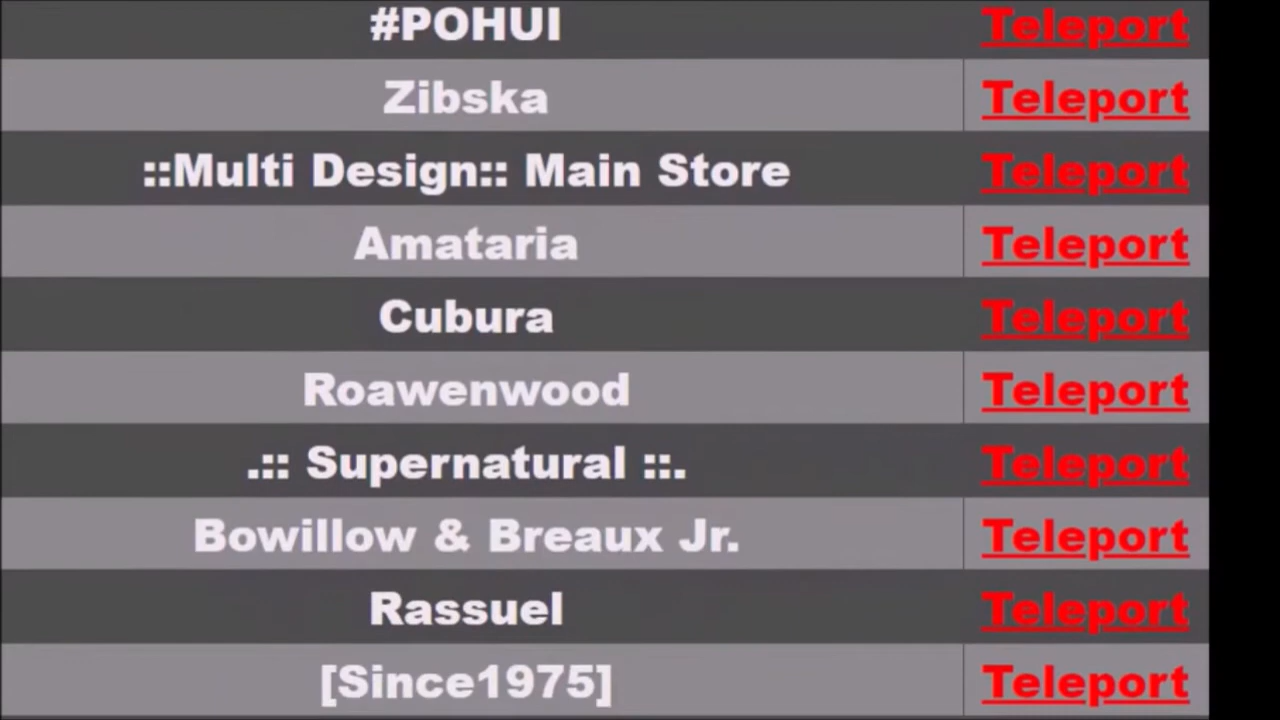 #POHUI Teleport
Zibska Teleport
::Multi Design:: Main Store Teleport
Amataria Teleport
Cubura Teleport
Roawenwood Teleport
.:: Supernatural ::. Teleport
Bowillow & Breaux Jr. Teleport
Rassuel Teleport
[Since1975] Teleport